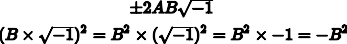 ±2AB√−1
(B × √−1)² = B² × (√−1)² = B² × −1 = −B²